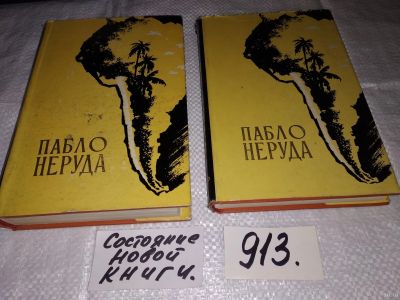 ПАБЛО
НЕРУДА
ПАБЛО
НЕРУДА
Состояние
новой
книги.
913.